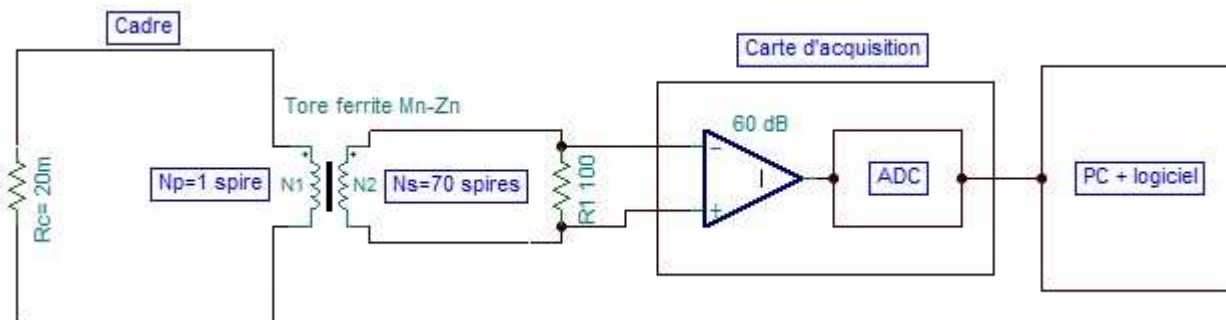 Cadre
Carte d'acquisition
Tore ferrite Mn-Zn
60 dB
Rc= 20m
Np=1 spire
N1
N2
Ns=70 spires
R1 100
−
+
I
ADC
PC + logiciel